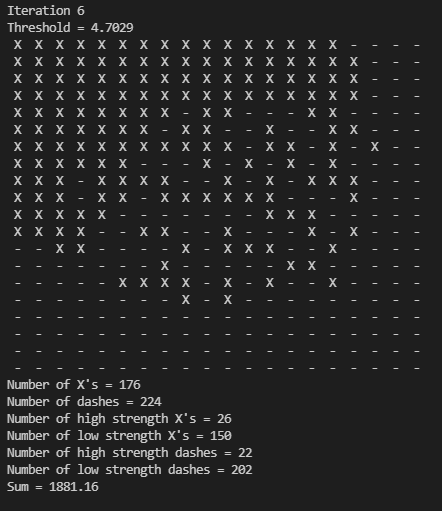 Iteration 6
Threshold = 4.7029
X X X X X X X X X X X X X X X X - - - -
X X X X X X X X X X X X X X X X X - - -
X X X X X X X X X X X X X X X X X - - -
X X X X X X X X X X X X X X X X X - - -
X X X X X X X X - X X - - - X X - - - -
X X X X X X X - X X - - X - - X X - - -
X X X X X X X X X X X - X X - X - X - -
X X X X X X - - - X - X - X - X - - - -
X X X - X X X X - - X - X - X X X - - -
X X X - X X - X X X X X X - - - X - - -
X X X X X - - - - - - - X X X - - - - -
X X X X - - X X - - X - - - X - X - - -
- - X X - - - - X - X X X - - X - - - -
- - - - - - - X - - - - - X X - - - - -
- - - - - X X X X - X - X - - X - - - -
- - - - - - - - X - X - - - - - - - - -
- - - - - - - - - - - - - - - - - - - -
- - - - - - - - - - - - - - - - - - - -
- - - - - - - - - - - - - - - - - - - -
- - - - - - - - - - - - - - - - - - - -
Number of X's = 176
Number of dashes = 224
Number of high strength X's = 26
Number of low strength X's = 150
Number of high strength dashes = 22
Number of low strength dashes = 202
Sum = 1881.16